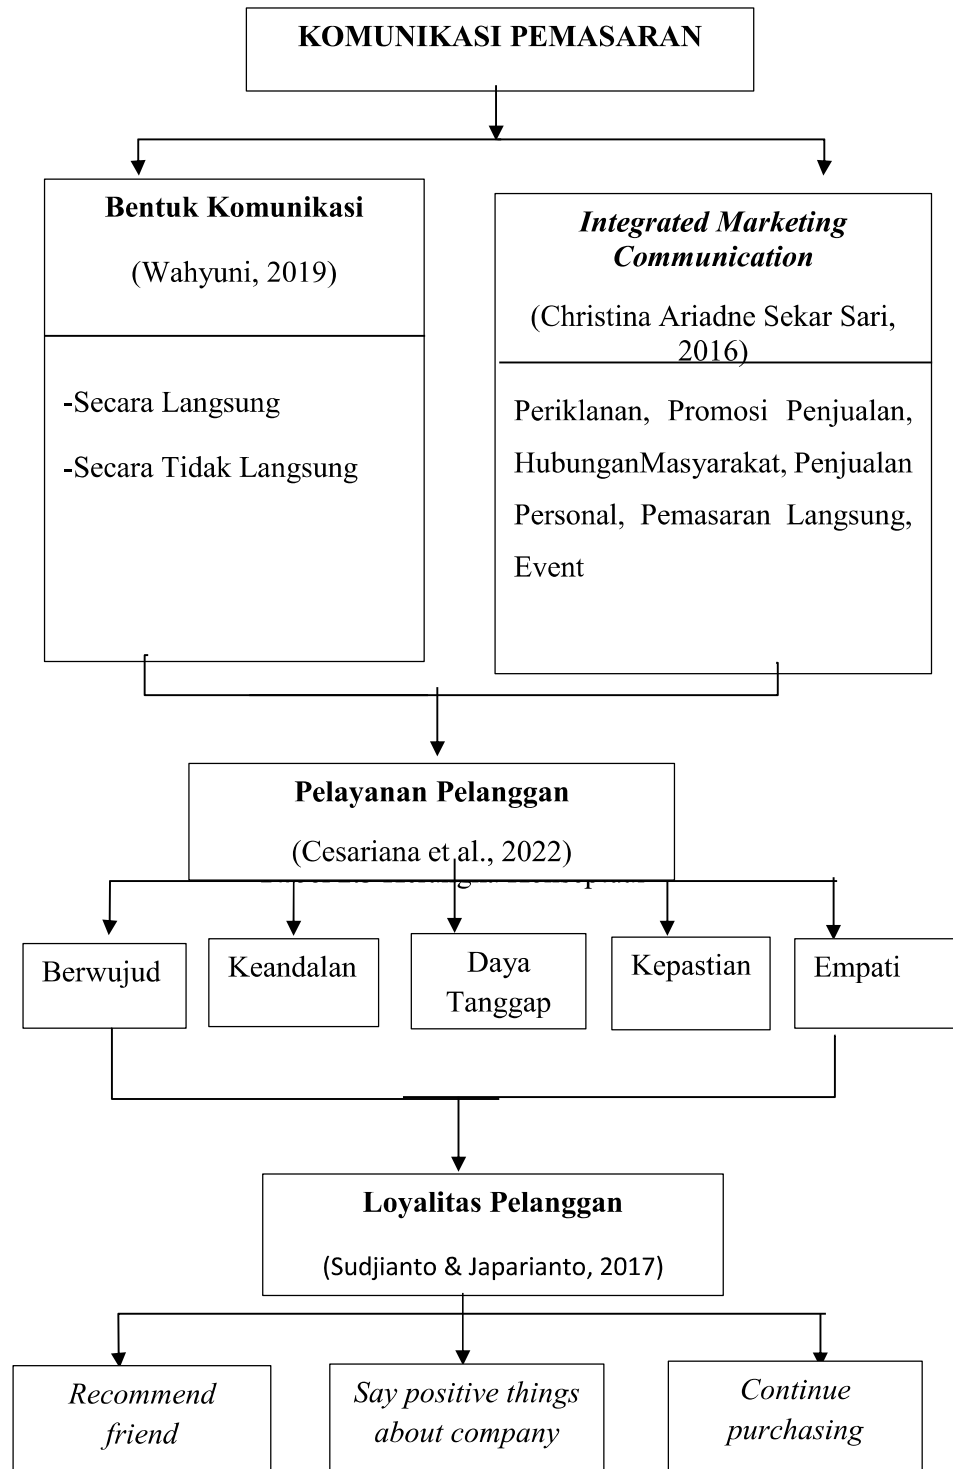 KOMUNIKASI PEMASARAN
Bentuk Komunikasi
(Wahyuni, 2019)
-Secara Langsung
-Secara Tidak Langsung
Integrated Marketing
Communication
(Christina Ariadne Sekar Sari,
2016)
Periklanan, Promosi Penjualan,
HubunganMasyarakat, Penjualan
Personal, Pemasaran Langsung,
Event
Pelayanan Pelanggan
(Cesariana et al., 2022)
Berwujud
Keandalan
Daya
Tanggap
Kepastian
Empati
Loyalitas Pelanggan
(Sudjianto & Japarianto, 2017)
Recommend
friend
Say positive things
about company
Continue
purchasing